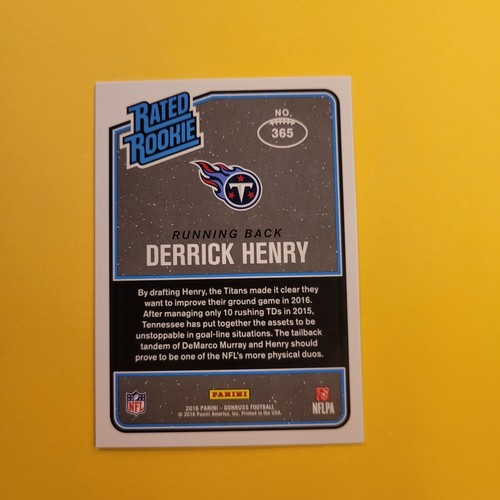 RATED
ROOKIE
NO.
365
T
RUNNING BACK
DERRICK HENRY
By drafting Henry, the Titans made it clear they
want to improve their ground game in 2016.
After managing only 10 rushing TDs in 2015,
Tennessee has put together the assets to be
unstoppable in goal-line situations. The tailback
tandem of DeMarco Murray and Henry should
prove to be one of the NFL's more physical duos.
NFL
PANINI
2016 PANINI – DONRUSS FOOTBALL
© 2016 Panini America, Inc. Printed in the USA.
NFLPA